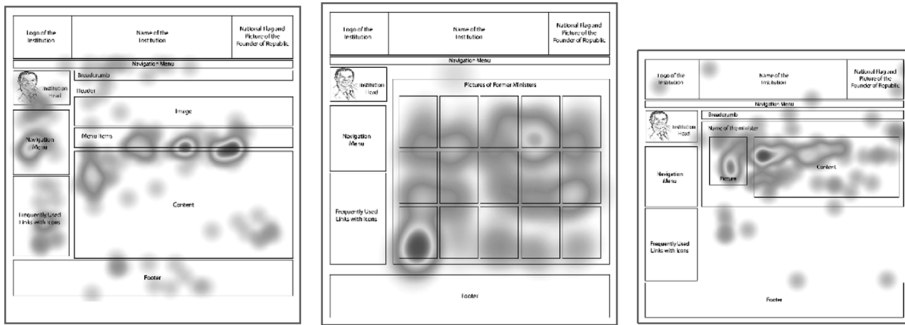 Logo of the
Institution
Name of the
Institution
National Flag and
Picture of the
Founder of Republic
Navigation Menu
Breadcrumb
Institution
Head
Header
Image
Navigation
Menu
Menu Items
Content
Frequently Used
Links with Icons
Footer
Logo of the
Institution
Name of the
Institution
National Flag and
Picture of the
Founder of Republic
Navigation Menu
Institution
Head
Pictures of Former Ministers
Navigation
Menu
Frequently Used
Links with Icons
Footer
Logo of the
Institution
Name of the
Institution
National Flag and
Picture of the
Founder of Republic
Navigation Menu
Breadcrumb
Institution
Head
Name of the minister
Picture
Content
Navigation
Menu
Frequently Used
Links with Icons
Footer